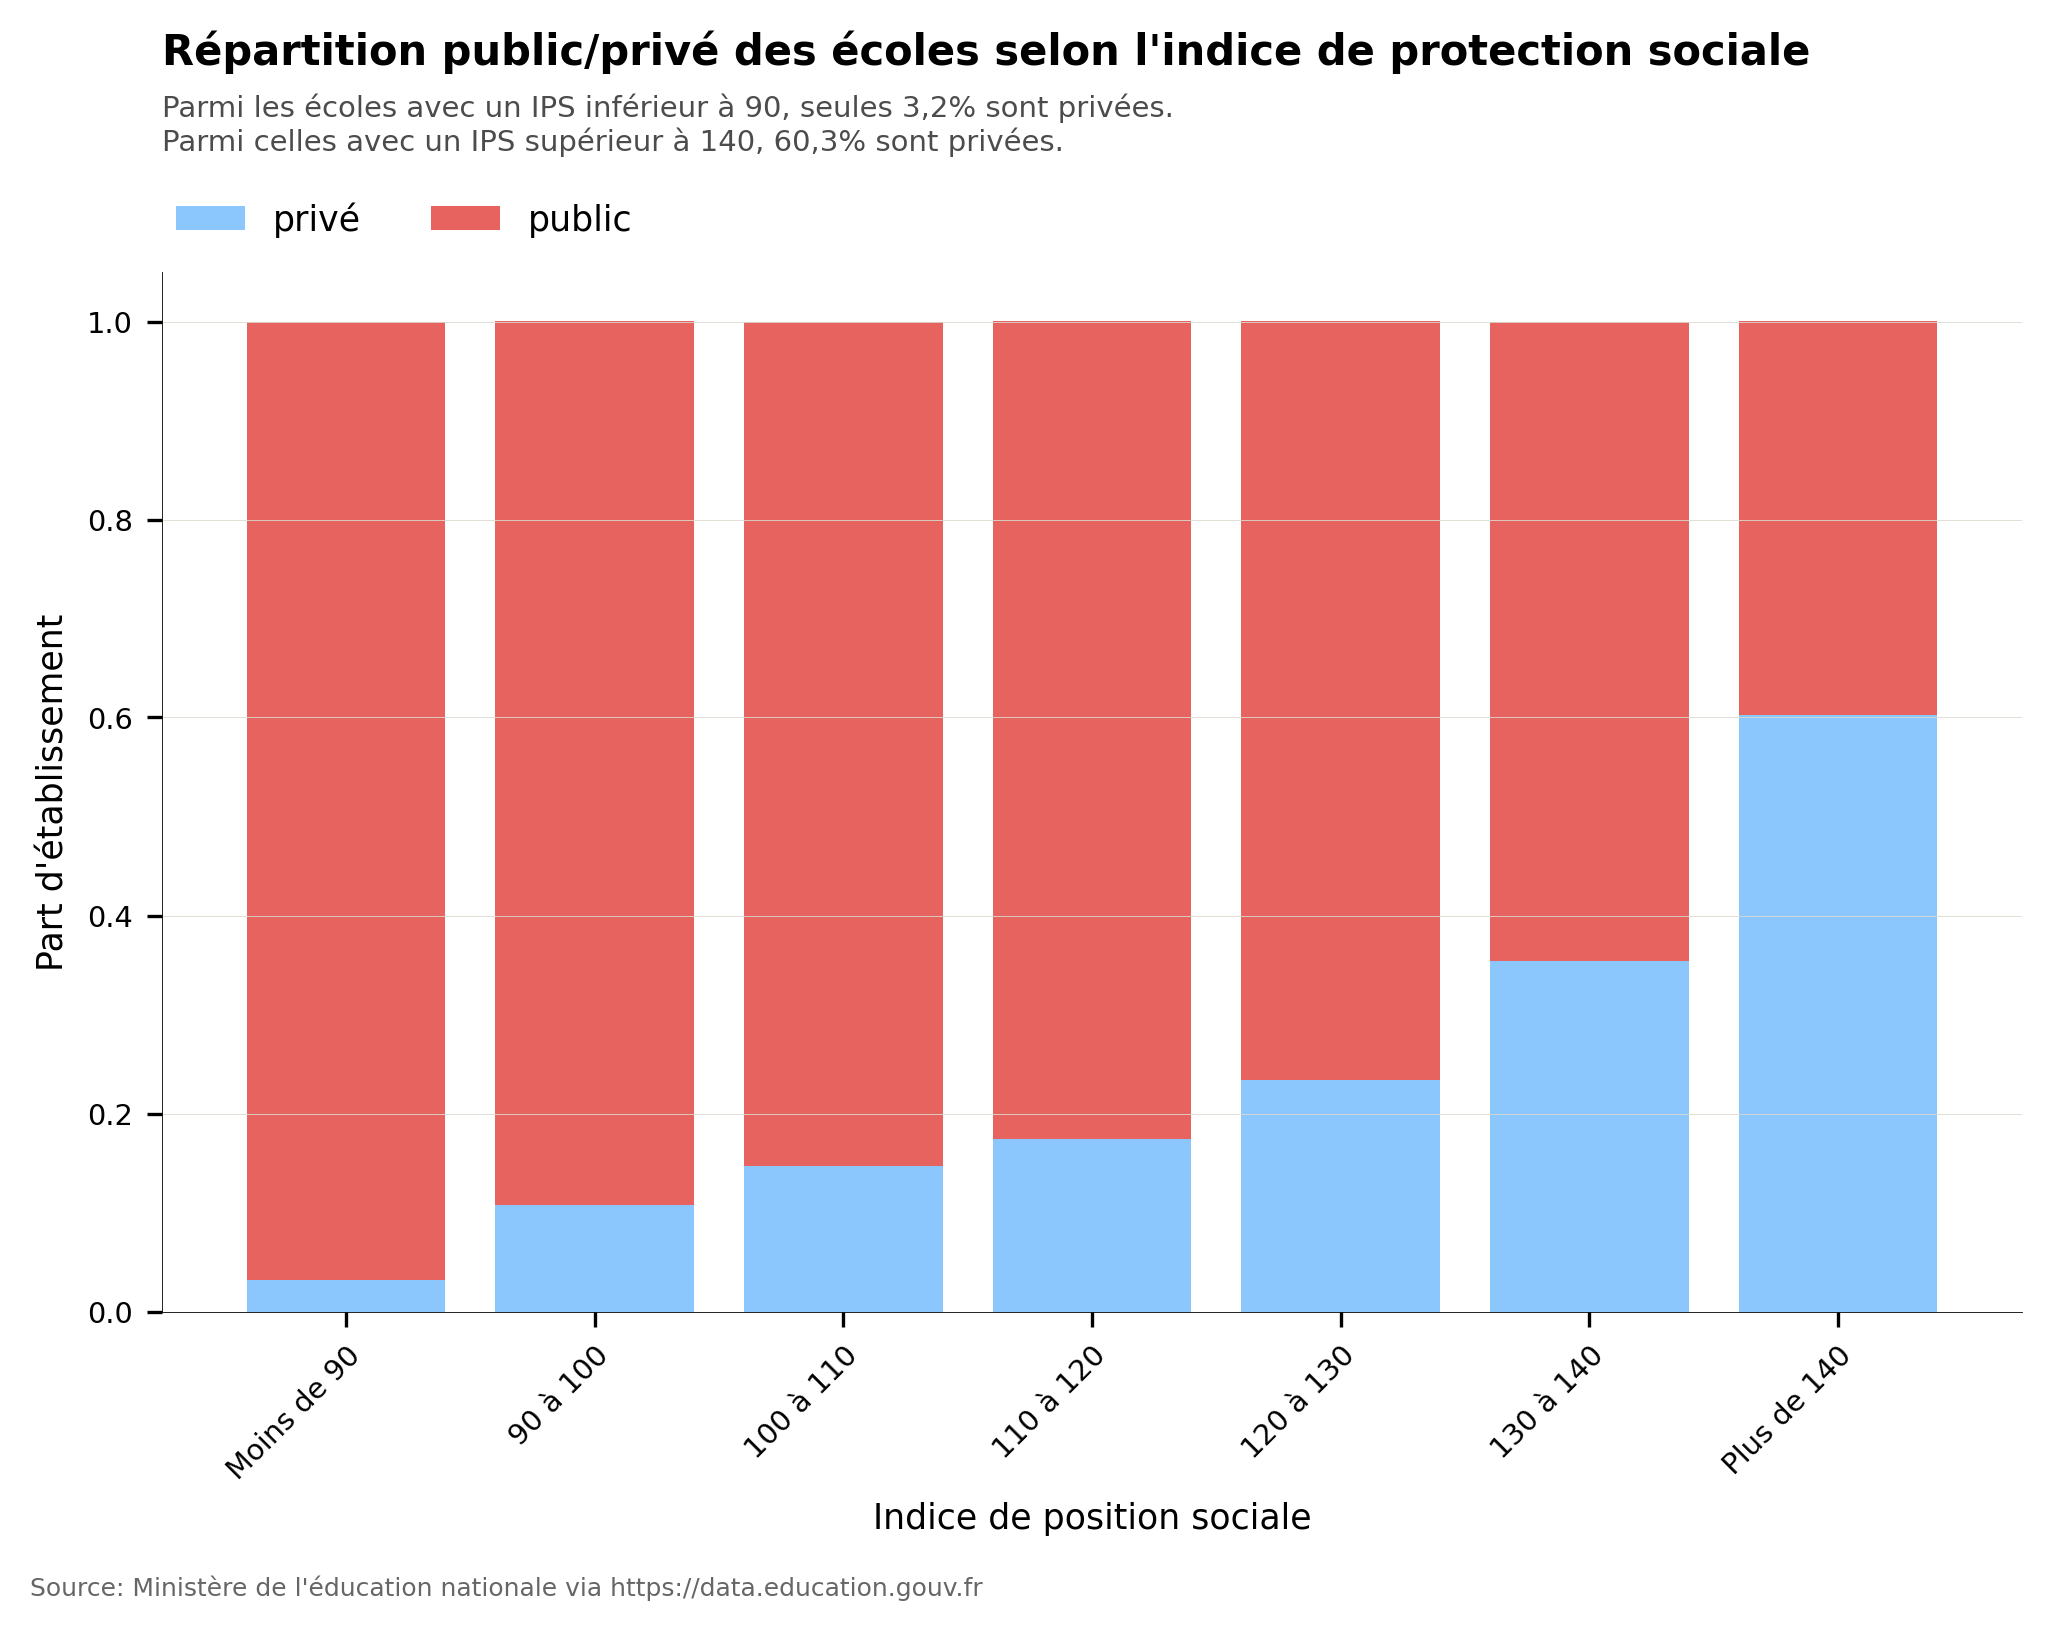 Répartition public/privé des écoles selon l'indice de protection sociale
Parmi les écoles avec un IPS inférieur à 90, seules 3,2% sont privées.
Parmi celles avec un IPS supérieur à 140, 60,3% sont privées.
privé
public
Part d'établissement
1.0
0.8
0.6
0.4
0.2
0.0
Moins de 90
90 à 100
100 à 110
110 à 120
120 à 130
130 à 140
Plus de 140
Indice de position sociale
Source: Ministère de l'éducation nationale via https://data.education.gouv.fr